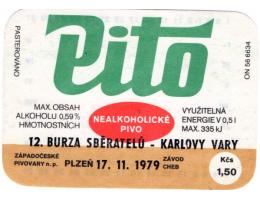 PASTEROVÁNO
Pito
ON 56 6634
MAX. OBSAH
ALKOHOLU 0,59%
HMOTNOSTNÍCH
NEALKOHOLICKÉ
PIVO
VYUŽITELNÁ
ENERGIE V 0,5 l
MAX. 335 kJ
12. BURZA SBĚRATELŮ - KARLOVY VARY
ZÁPADOČESKÉ
PIVOVARY n. p.
PLZEŇ 17. 11. 1979
ZÁVOD
CHEB
Kčs
1,50